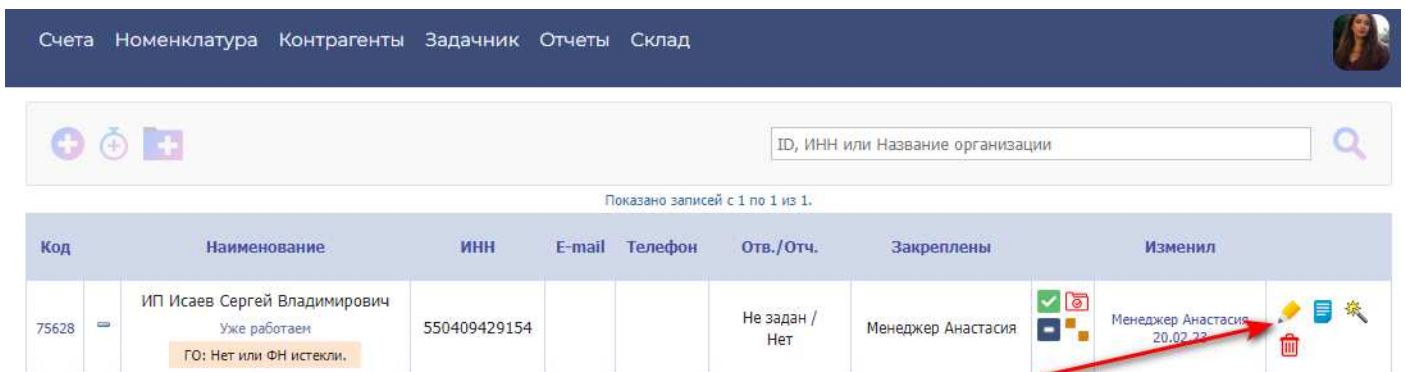 Счета Номенклатура Контрагенты Задачник Отчеты Склад
ID, ИНН или Название организации
Показано записей с 1 по 1 из 1.
Код Наименование ИНН E-mail Телефон Отв./Отч. Закреплены Изменил
75628
ИП Исаев Сергей Владимирович
Уже работаем
ГО: Нет или ФН истекли.
550409429154
Не задан /
Нет
Менеджер Анастасия
Менеджер Анастасия
20.02.23